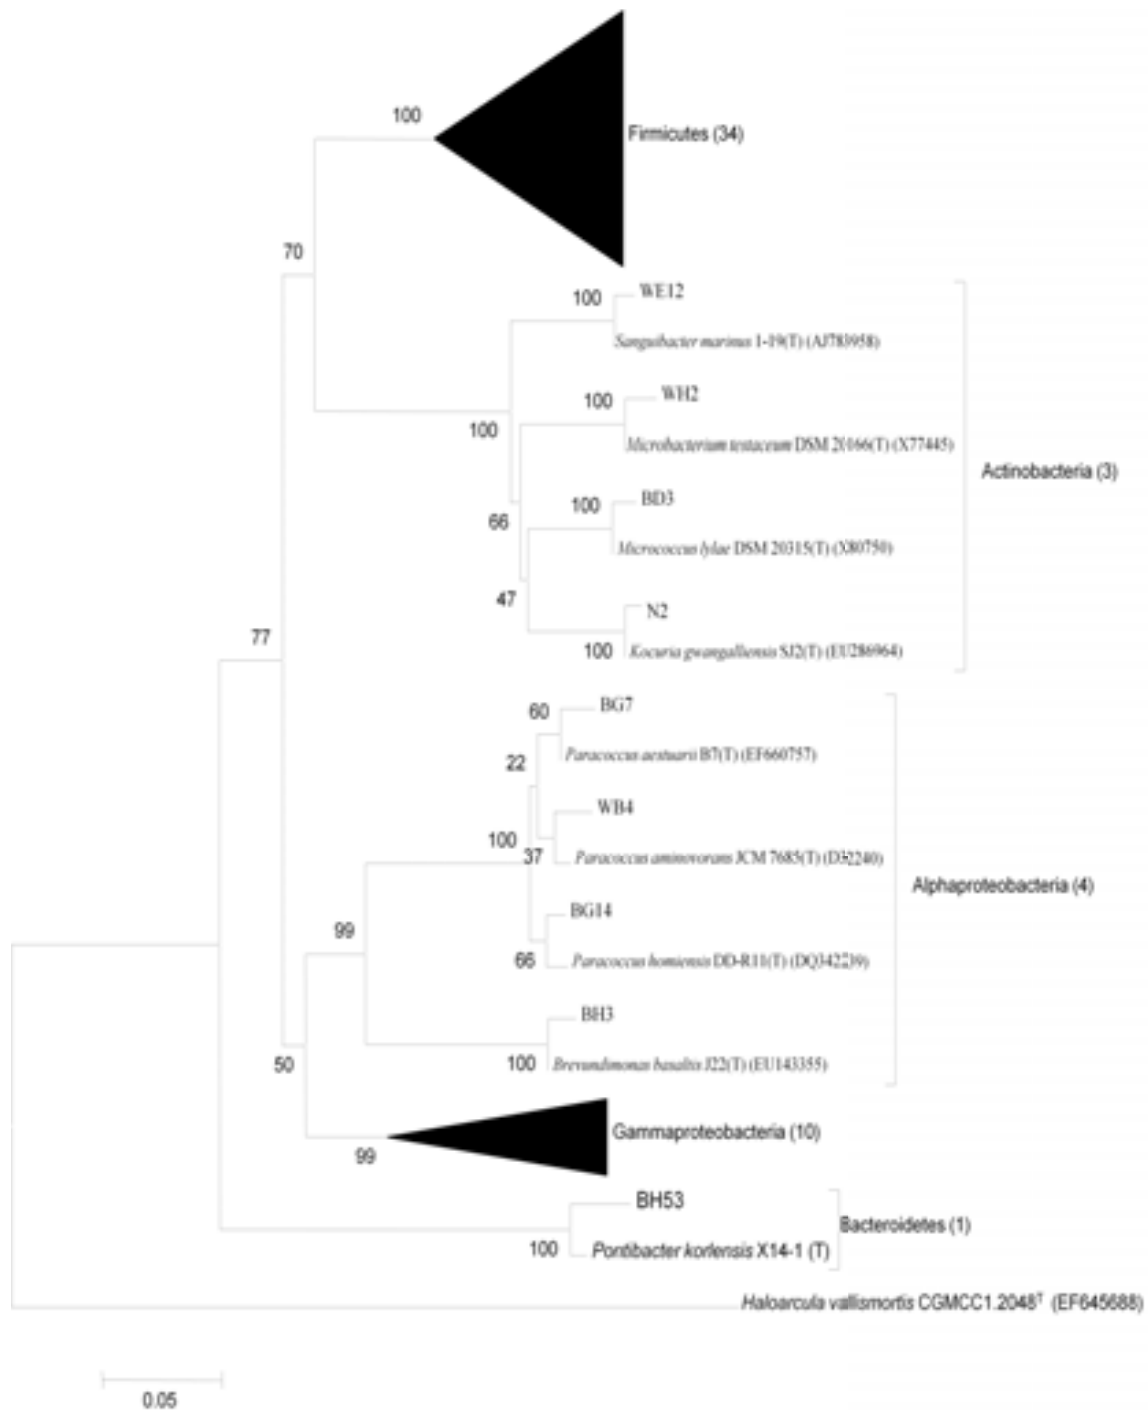 100
Firmicutes (34)
70
100
WE12
Sanguibacter marinus 1-19(T) (AJ783958)
100
WH2
100
Microbacterium testaceum DSM 20166(T) (X77445)
Actinobacteria (3)
100
BD3
66
Micrococcus lylae DSM 20315(T) (X80750)
47
N2
100
Kocuria gwangalliensis SJ2(T) (EU286964)
77
60
BG7
22
Paracoccus aestuarii B7(T) (EF660757)
WB4
100
37
Paracoccus aminovorans JCM 7685(T) (D32240)
Alphaproteobacteria (4)
BG14
99
66
Paracoccus homiensis DD-R11(T) (DQ342239)
BH3
50
100
Brevundimonas basaltis J22(T) (EU143355)
Gammaproteobacteria (10)
99
BH53
Bacteroidetes (1)
100
Pontibacter korlensis X14-1 (T)
Haloarcula vallismortis CGMCC1.2048ᵀ (EF645688)
0.05